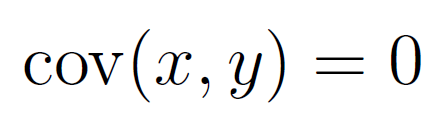 cov(x, y) = 0